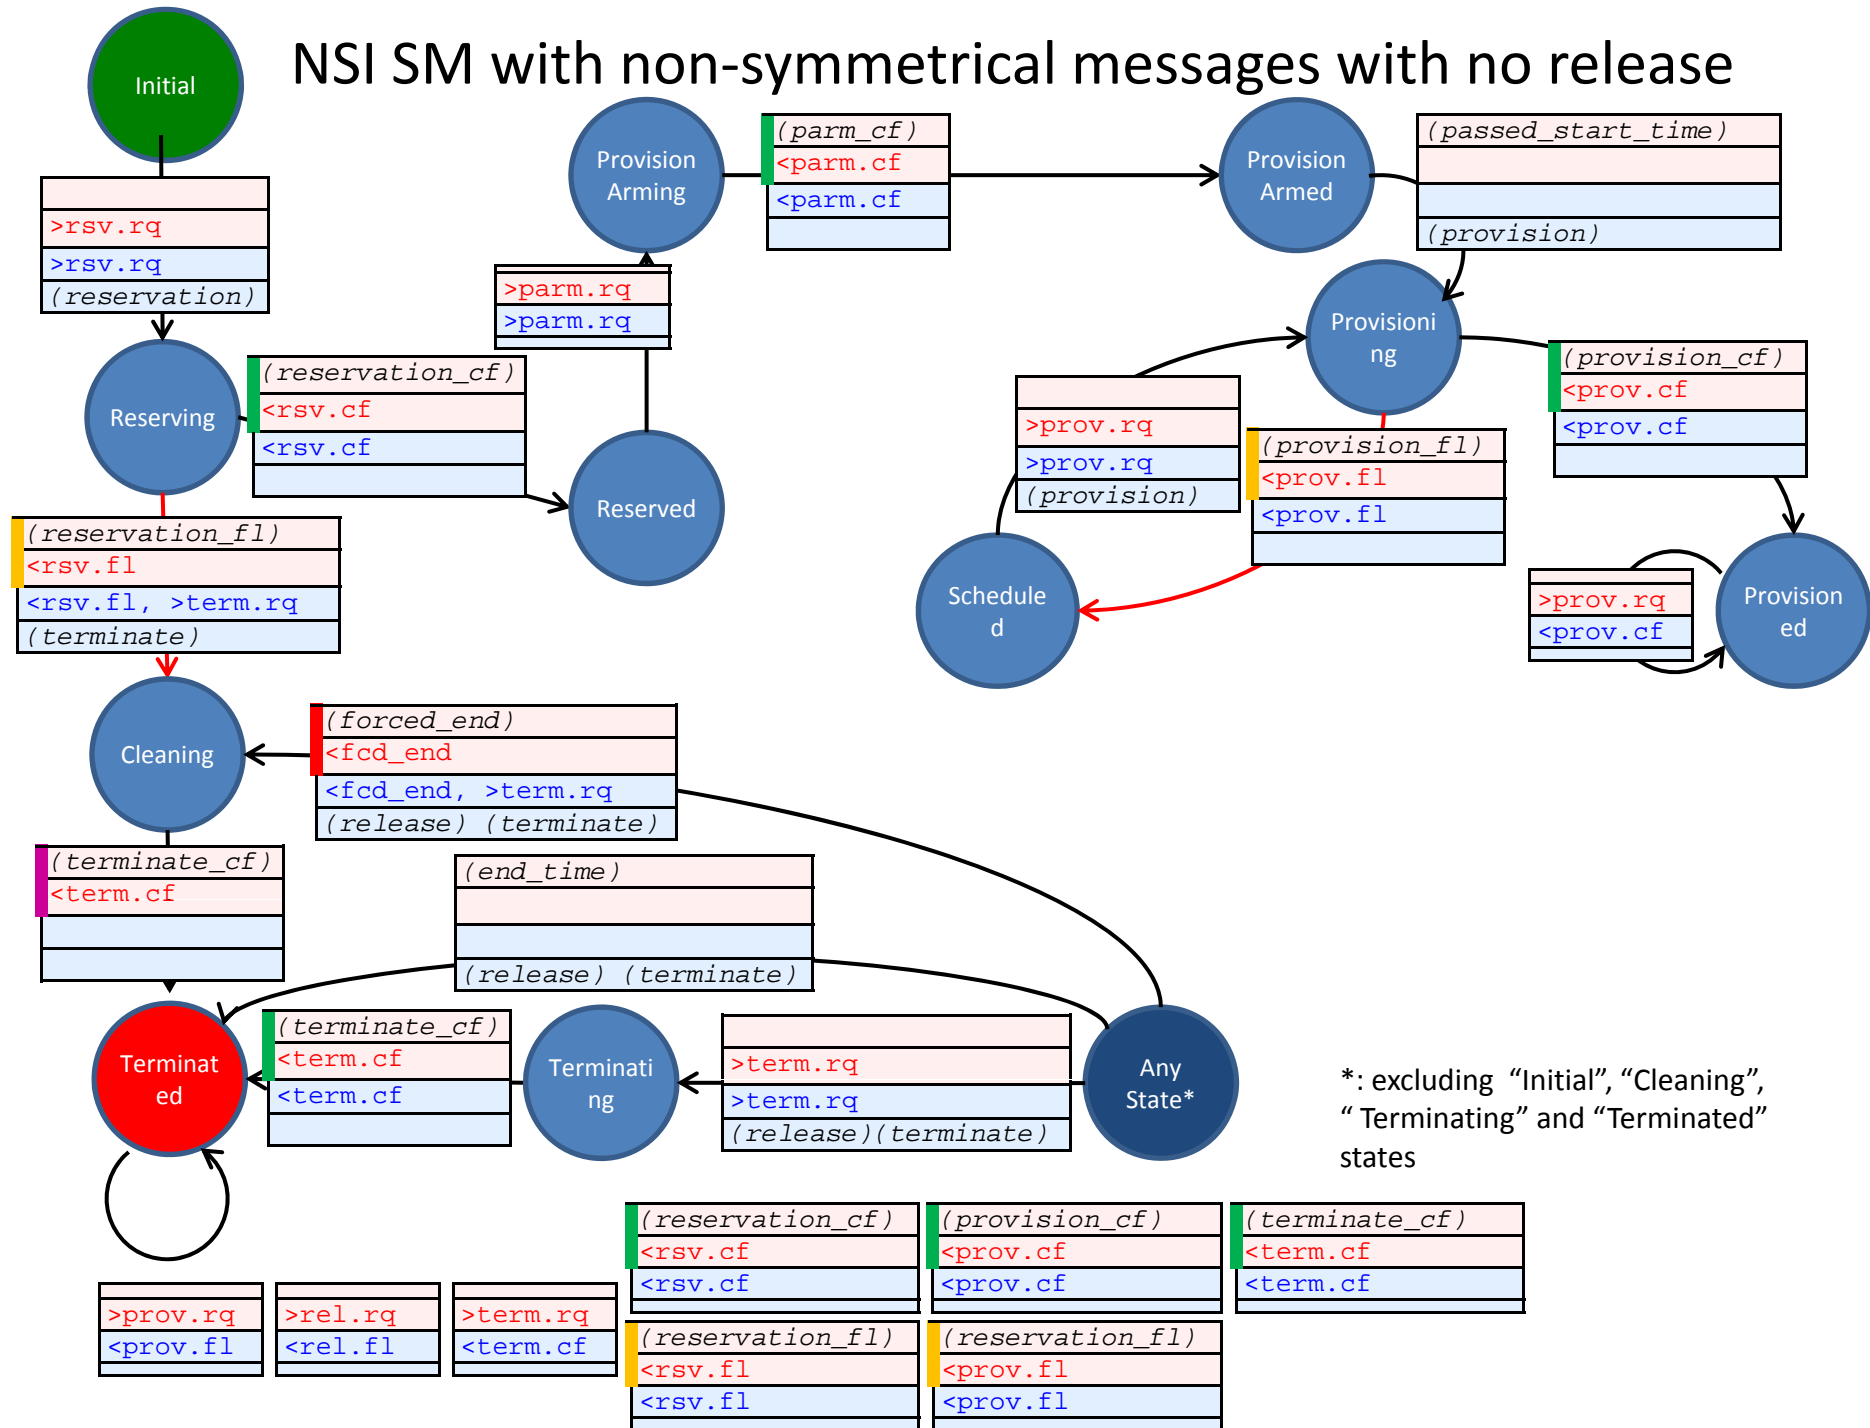 NSI SM with non-symmetrical messages with no release
Initial
>rsv.rq
>rsv.rq
(reservation)
Provision
Arming
(parm_cf)
<parm.cf
<parm.cf
Provision
Armed
(passed_start_time)
(provision)
>parm.rq
>parm.rq
Reserving
(reservation_cf)
<rsv.cf
<rsv.cf
Reserved
Provisioni
ng
(provision_cf)
<prov.cf
<prov.cf
>prov.rq
>prov.rq
(provision)
(provision_fl)
<prov.fl
<prov.fl
Schedule
d
>prov.rq
<prov.cf
Provision
ed
(reservation_fl)
<rsv.fl
<rsv.fl, >term.rq
(terminate)
Cleaning
(forced_end)
<fcd_end
<fcd_end, >term.rq
(release) (terminate)
(terminate_cf)
<term.cf
(end_time)
(release) (terminate)
Terminat
ed
(terminate_cf)
<term.cf
<term.cf
Terminati
ng
>term.rq
>term.rq
(release)(terminate)
Any
State*
*: excluding "Initial", "Cleaning",
" Terminating" and "Terminated"
states
>prov.rq
<prov.fl
>rel.rq
<rel.fl
>term.rq
<term.cf
(reservation_cf)
<rsv.cf
<rsv.cf
(provision_cf)
<prov.cf
<prov.cf
(terminate_cf)
<term.cf
<term.cf
(reservation_fl)
<rsv.fl
<rsv.fl
(reservation_fl)
<prov.fl
<prov.fl